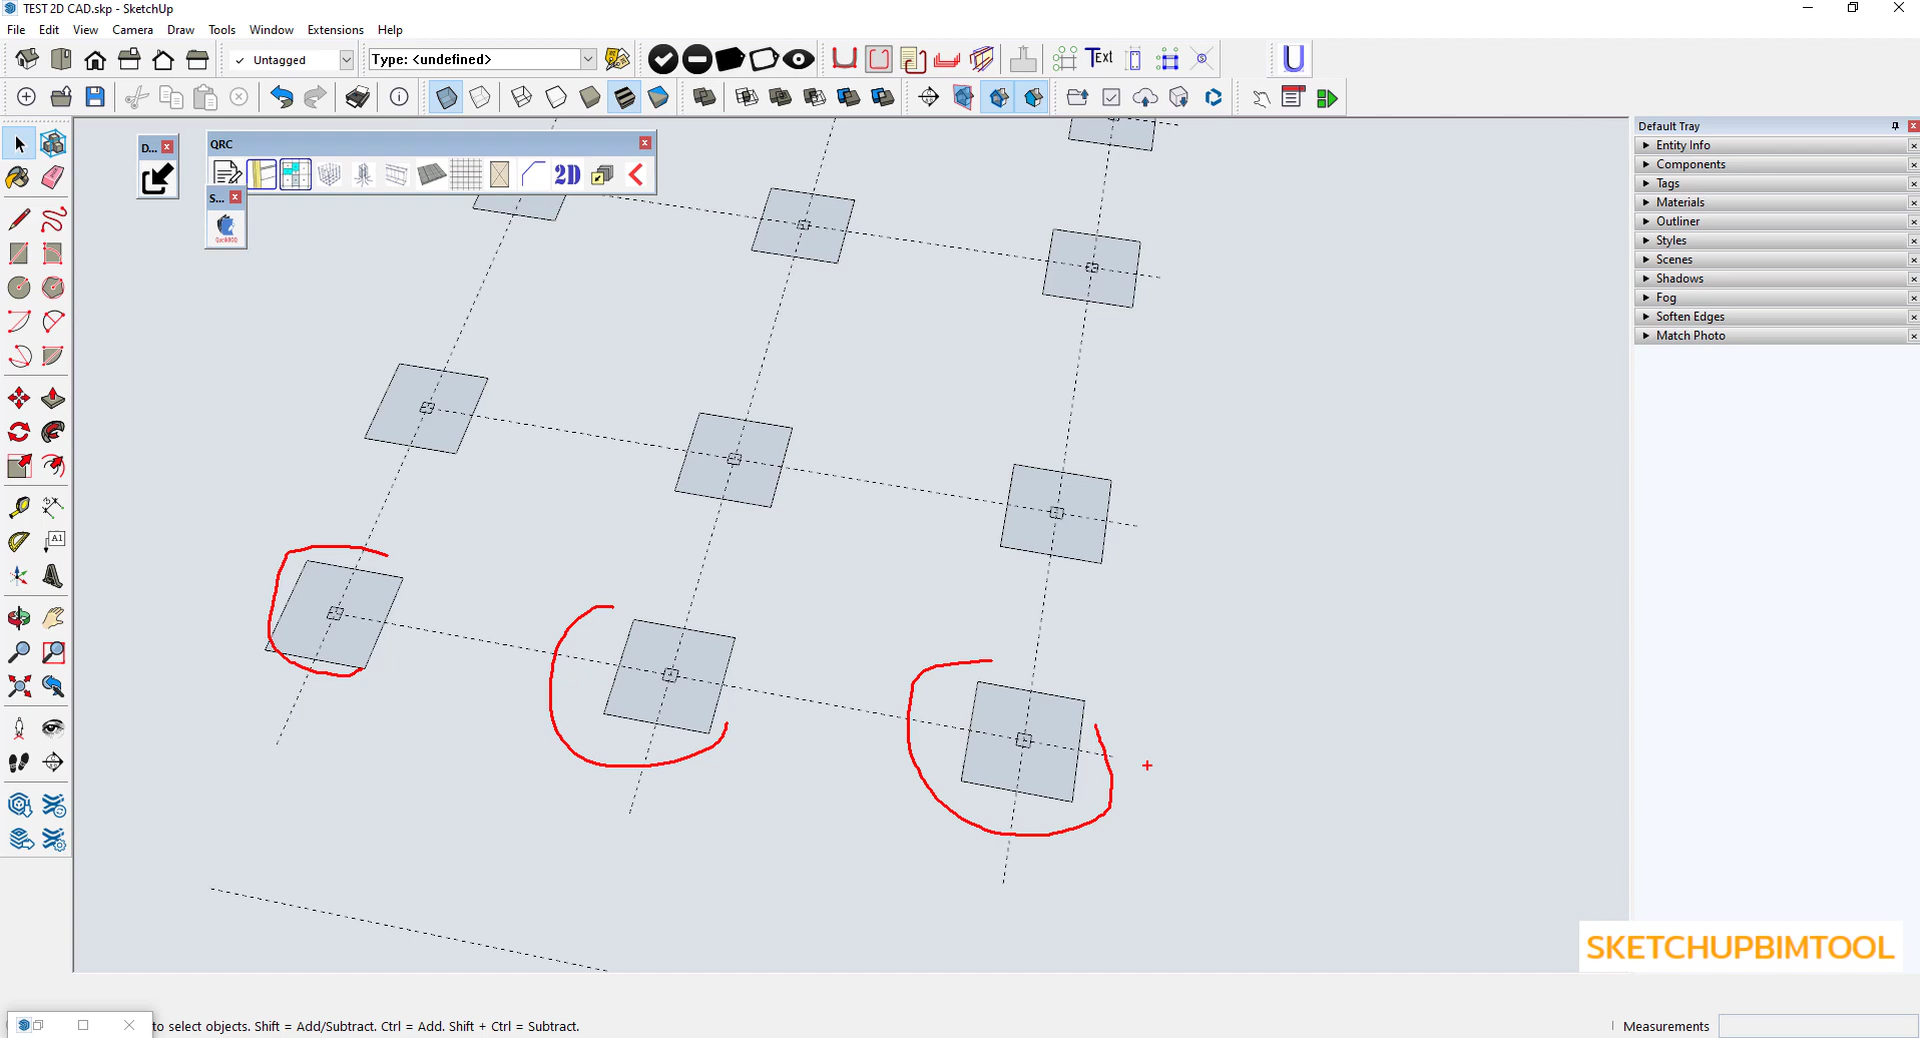 TEST 2D CAD.skp - SketchUp
File Edit View Camera Draw Tools Window Extensions Help
Untagged
Type: <undefined>
Text
Default Tray
D...
QRC
Entity Info
2D
Components
Tags
S...
Materials
Outliner
Styles
Scenes
Shadows
Fog
Soften Edges
Match Photo
A1
SKETCHUPBIMTOOL
to select objects. Shift = Add/Subtract. Ctrl = Add. Shift + Ctrl = Subtract.
Measurements